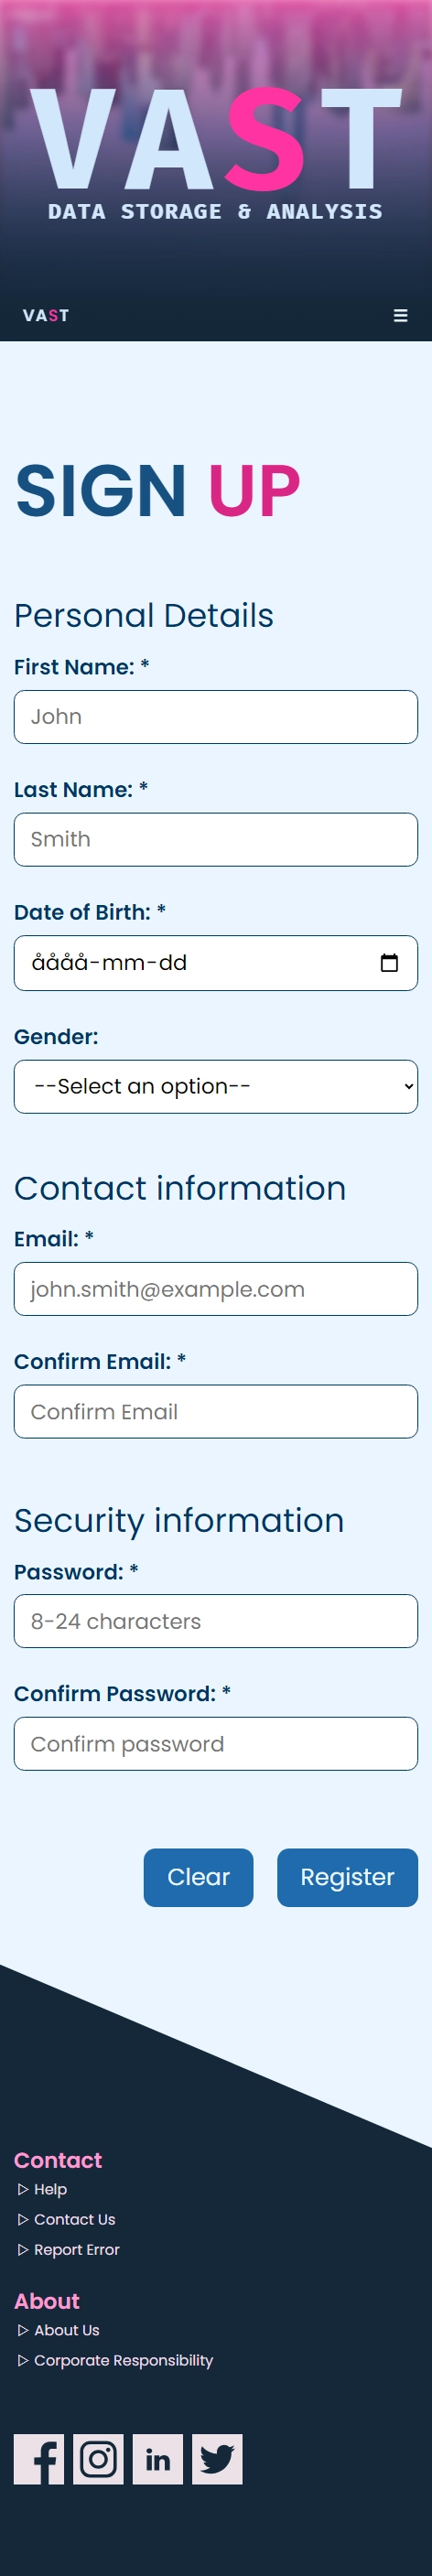 VAST
DATA STORAGE & ANALYSIS
VAST
SIGN UP
Personal Details
First Name: *
John
Last Name: *
Smith
Date of Birth: *
åååå-mm-dd
Gender:
--Select an option--
Contact information
Email: *
john.smith@example.com
Confirm Email: *
Confirm Email
Security information
Password: *
8-24 characters
Confirm Password: *
Confirm password
Clear Register
Contact
Help
Contact Us
Report Error
About
About Us
Corporate Responsibility
in